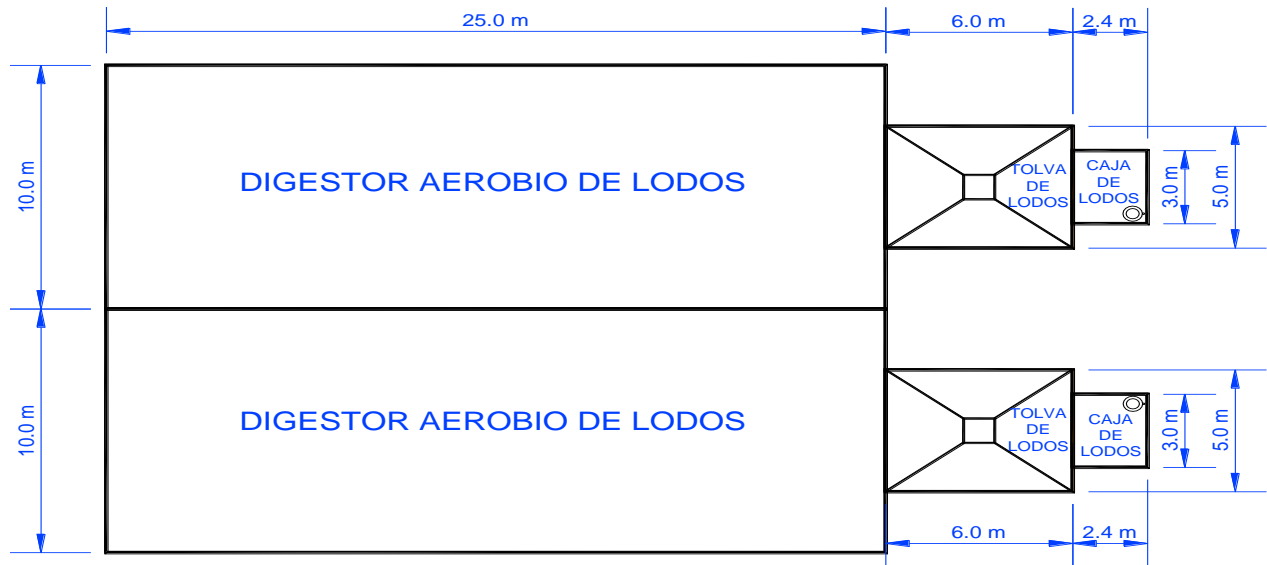 25.0 m
6.0 m
2.4 m
10.0 m
DIGESTOR AEROBIO DE LODOS
TOLVA
DE
LODOS
CAJA
DE
LODOS
3.0 m
5.0 m
10.0 m
DIGESTOR AEROBIO DE LODOS
TOLVA
DE
LODOS
CAJA
DE
LODOS
3.0 m
5.0 m
6.0 m
2.4 m